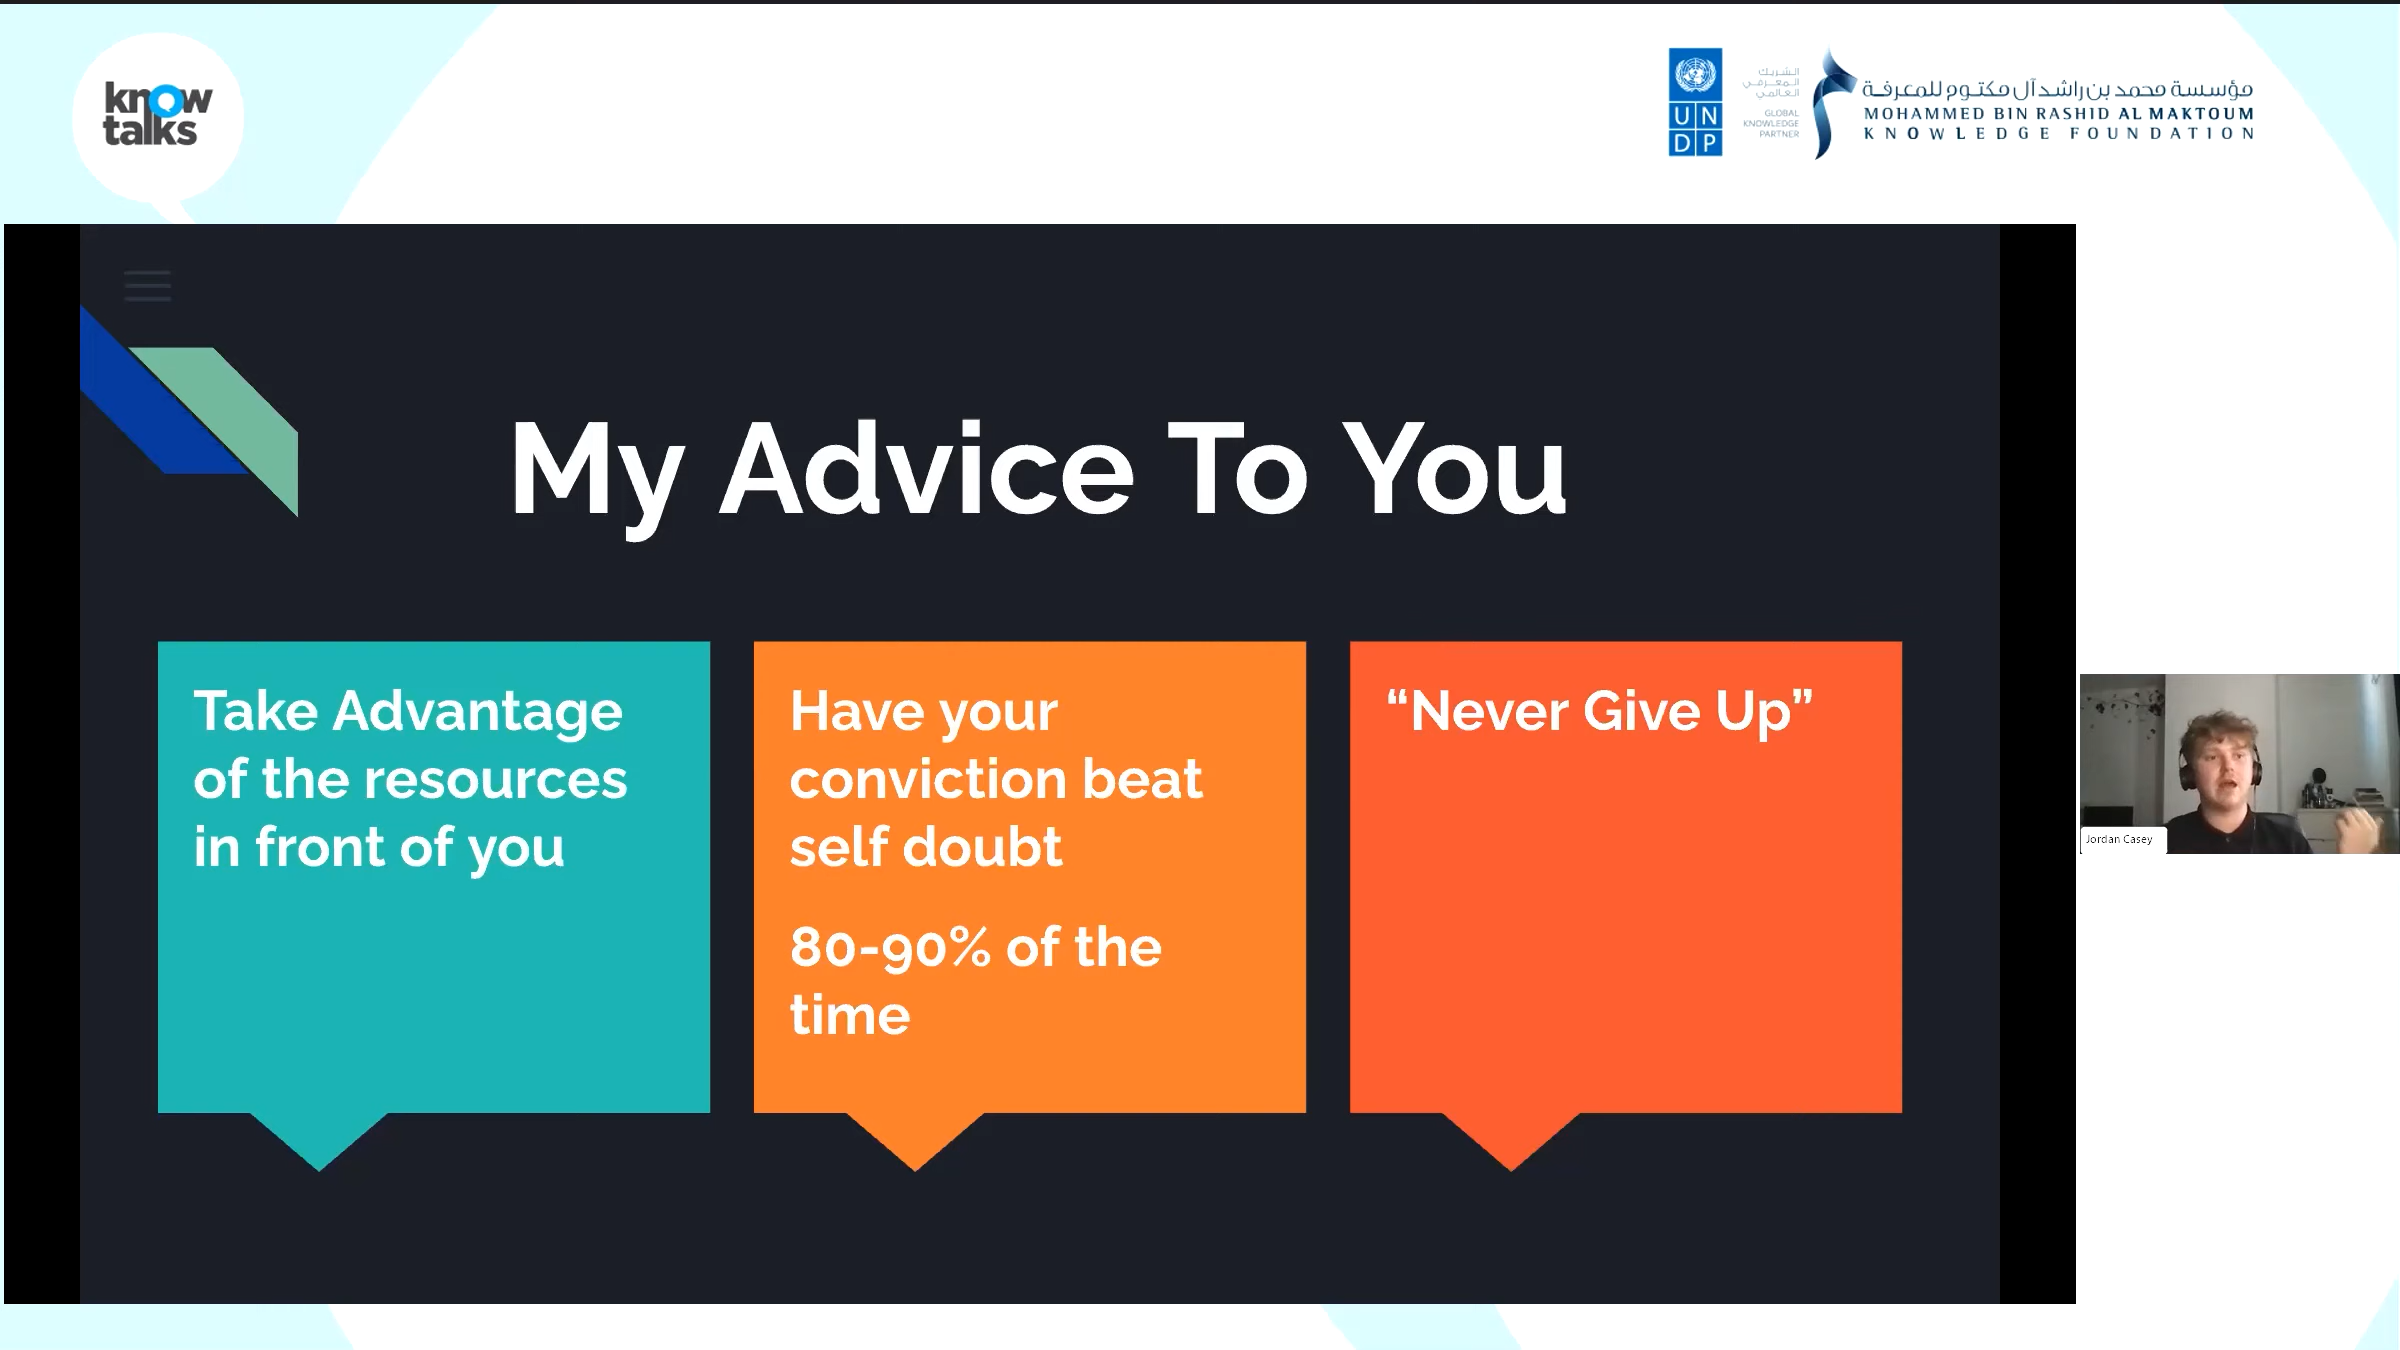 know
talks
UN
DP
الشريك
المعرفي
العالمي
GLOBAL
KNOWLEDGE
PARTNER
مؤسسة محمد بن راشد آل مكتوم للمعرفة
MOHAMMED BIN RASHID AL MAKTOUM
KNOWLEDGE FOUNDATION
My Advice To You
Take Advantage
of the resources
in front of you
Have your
conviction beat
self doubt
80-90% of the
time
“Never Give Up”
Jordan Casey